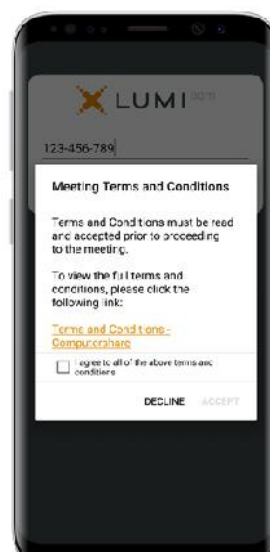 LUMI agm
123-456-789
Meeting Terms and Conditions
Terms and Conditions must be read
and accepted prior to proceeding
to the meeting.
To view the full terms and
conditions, please click the
following link:
Terms and Conditions -
Computershare
I agree to all of the above terms and
conditions
DECLINE ACCEPT